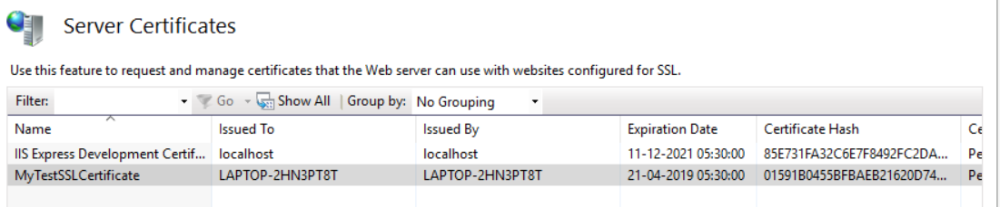 Server Certificates
Use this feature to request and manage certificates that the Web server can use with websites configured for SSL.
Filter: Go Show All Group by: No Grouping
Name Issued To Issued By Expiration Date Certificate Hash Ce
IIS Express Development Certif... localhost localhost 11-12-2021 05:30:00 85E731FA32C6E7F8492FC2DA... Pe
MyTestSSLCertificate LAPTOP-2HN3PT8T LAPTOP-2HN3PT8T 21-04-2019 05:30:00 01591B0455BFBAEB21620D74... Pe